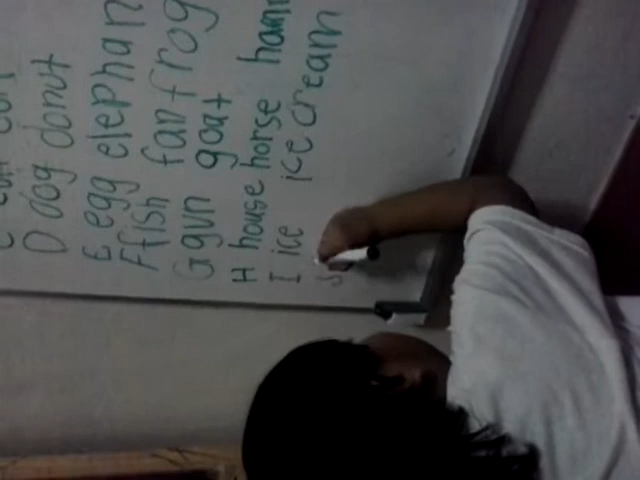 D dog donut
E egg elephan
F fish fan frog
G gun goat
H house horse ham
I ice ice cream
J